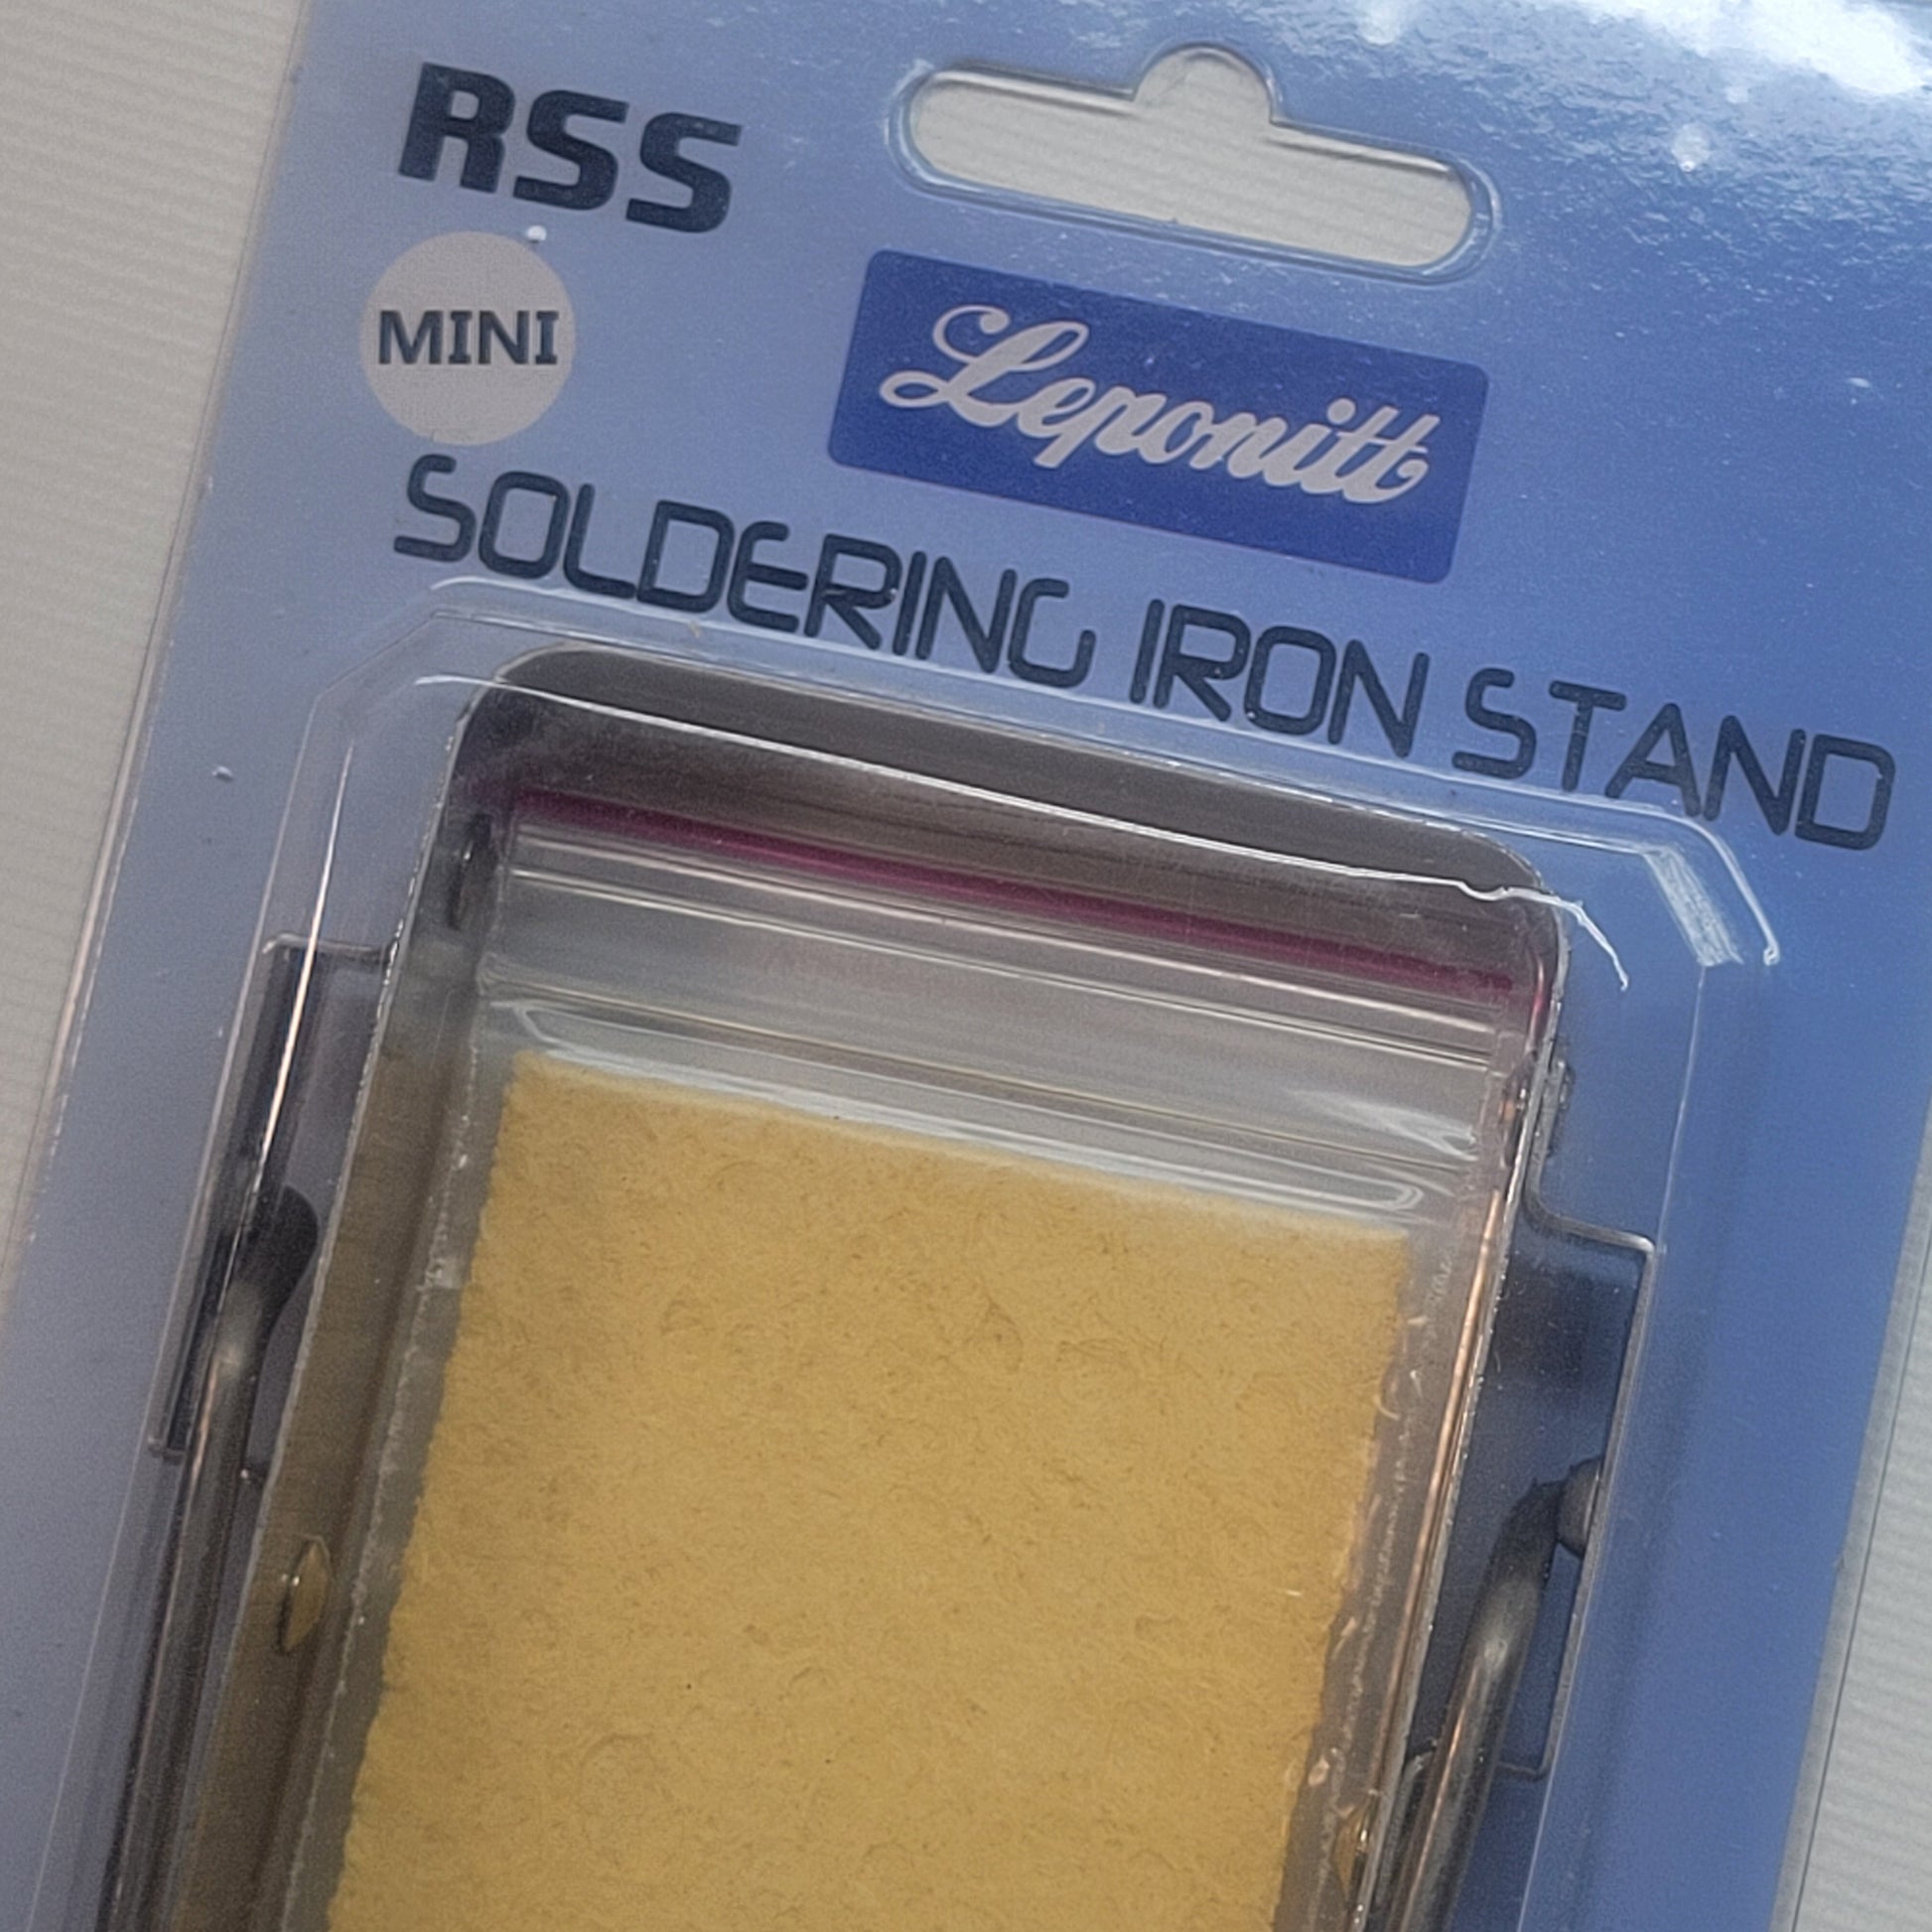 RSS
MINI
Leponitt
SOLDERING IRON STAND